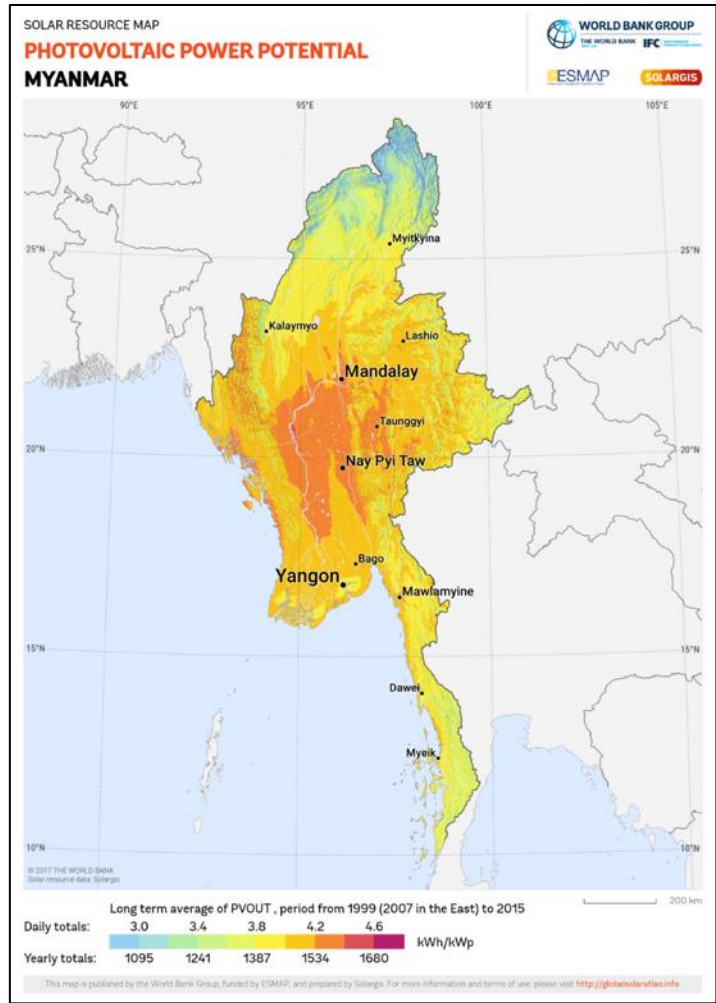 SOLAR RESOURCE MAP
PHOTOVOLTAIC POWER POTENTIAL
MYANMAR
WORLD BANK GROUP
THE WORLD BANK IFC
ESMAP
SOLARGIS
90°E 95°E 100°E 105°E
25°N 25°N
Myitkyina
Kalaymyo
Lashio
Mandalay
Taunggyi
20°N 20°N
Nay Pyi Taw
Bago
Yangon
Mawlamyine
15°N 15°N
Dawei
Myeik
10°N 10°N
© 2017 THE WORLD BANK
Solar resource data: Solargis
200 km
Long term average of PVOUT , period from 1999 (2007 in the East) to 2015
Daily totals: 3.0 3.4 3.8 4.2 4.6
kWh/kWp
Yearly totals: 1095 1241 1387 1534 1680
This map is published by the World Bank Group, funded by ESMAP, and prepared by Solargis. For more information and terms of use, please visit http://globalsolaratlas.info.